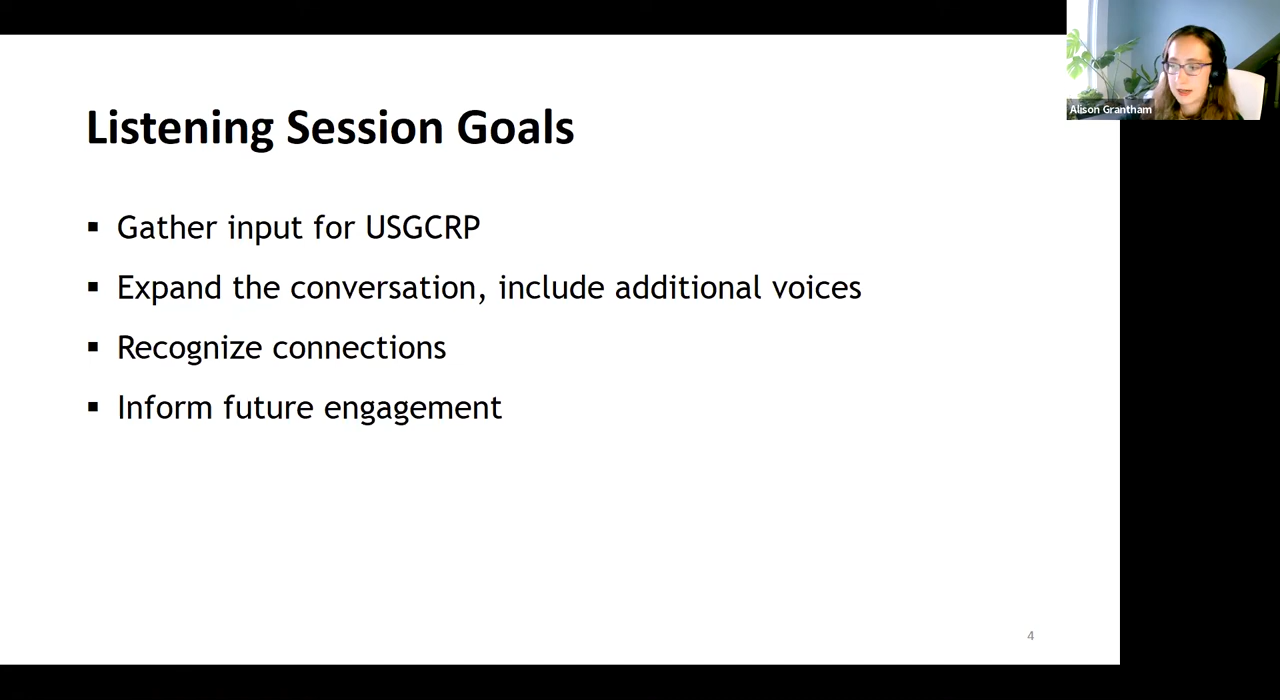 Listening Session Goals
▪ Gather input for USGCRP
▪ Expand the conversation, include additional voices
▪ Recognize connections
▪ Inform future engagement
4
Alison Grantham